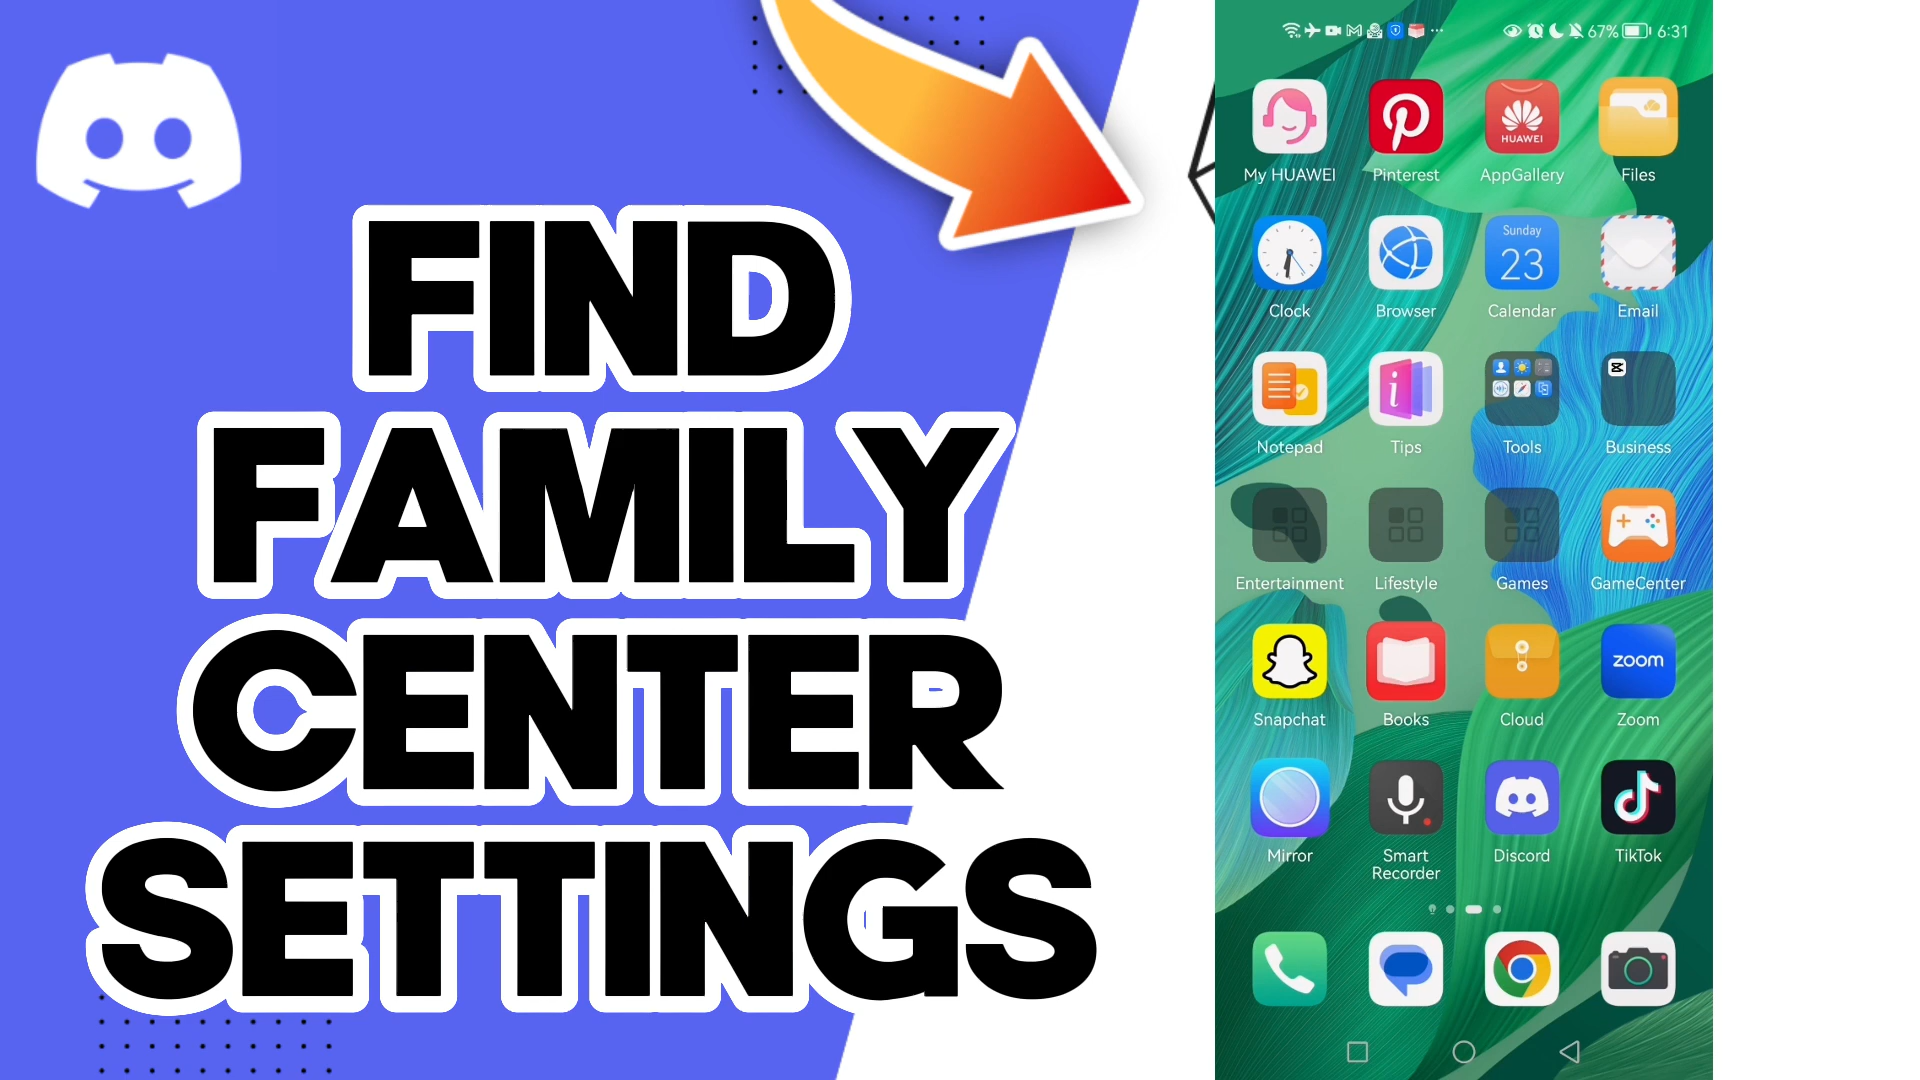 FIND
FAMILY
CENTER
SETTINGS
67% 6:31
HUAWEI
My HUAWEI Pinterest AppGallery Files
Sunday
23
Clock Browser Calendar Email
Notepad Tips Tools Business
Entertainment Lifestyle Games GameCenter
zoom
Snapchat Books Cloud Zoom
Mirror Smart Recorder Discord TikTok